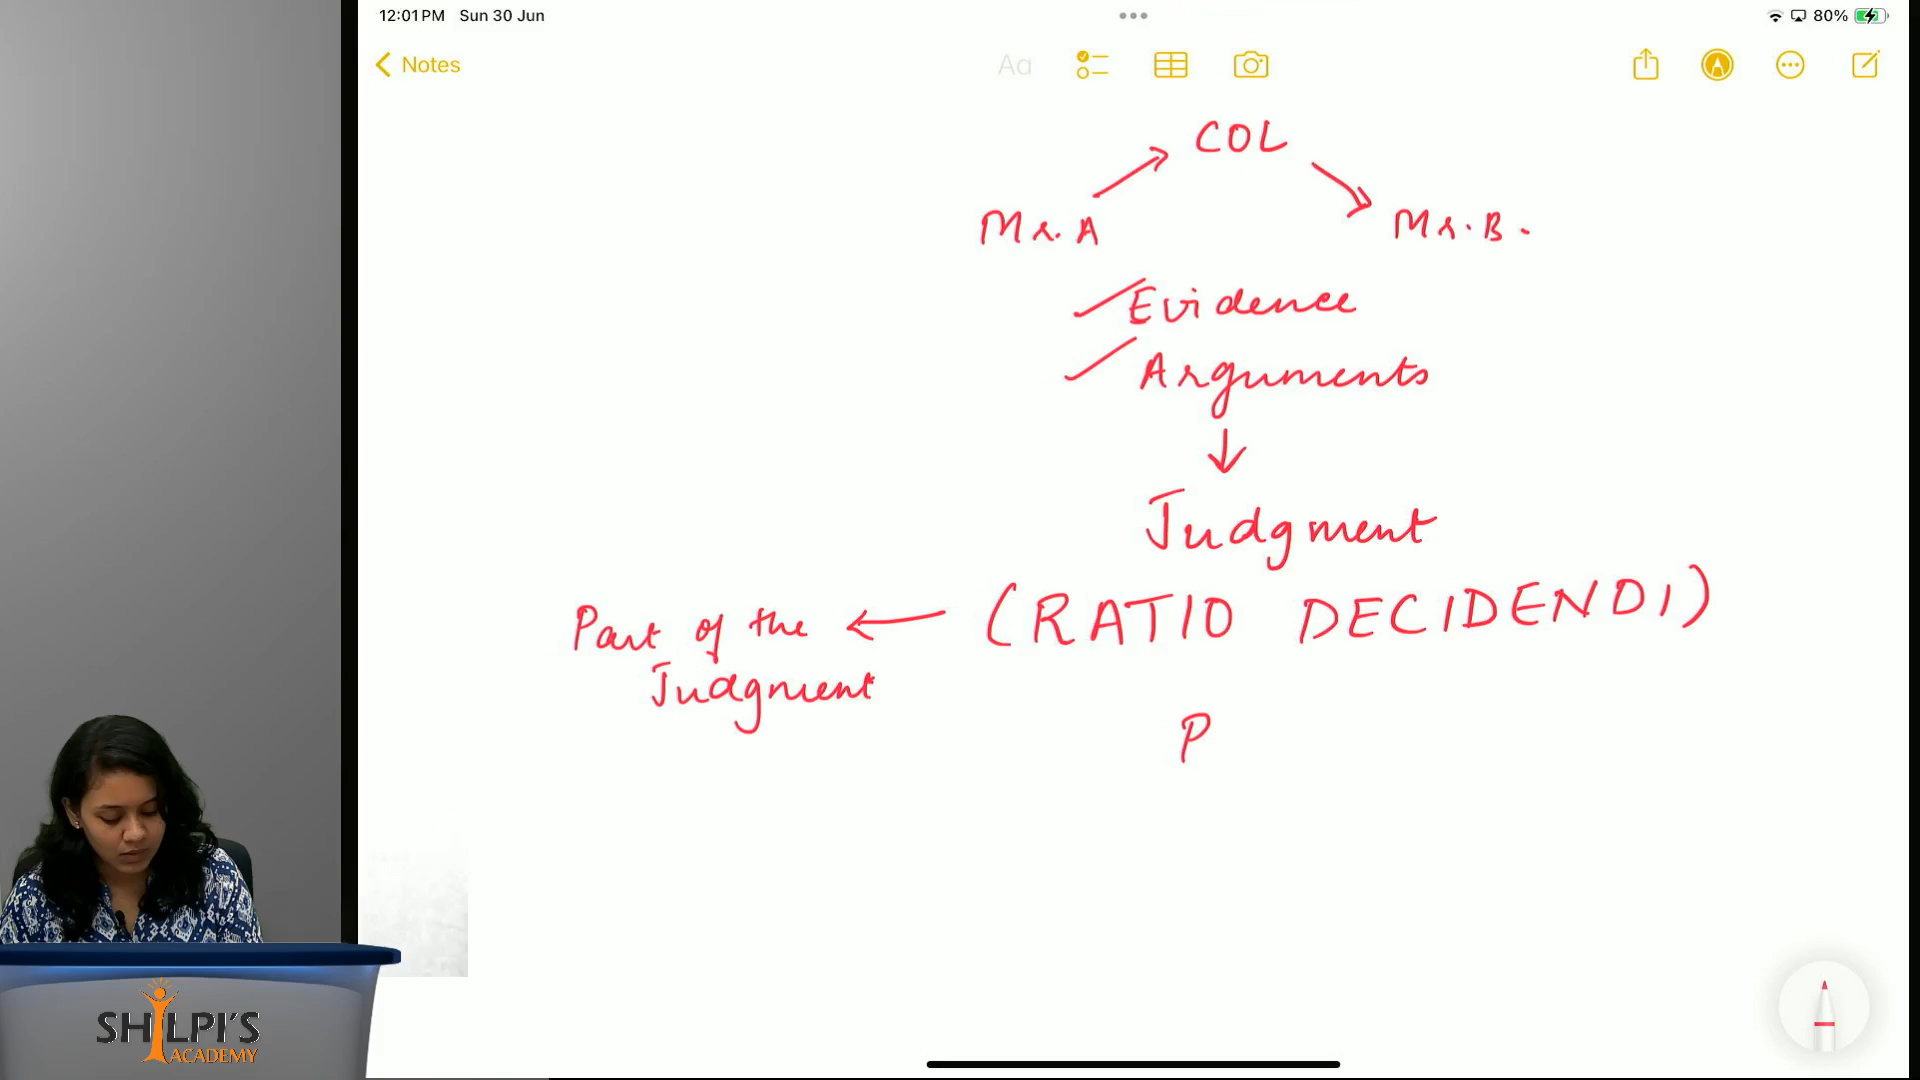 12:01 PM Sun 30 Jun
80%
Notes
Aa
COL
Mr. A
Mr. B.
Evidence
Arguments
Judgment
(RATIO DECIDENDI)
Part of the
Judgment
P
SHILPI'S
ACADEMY